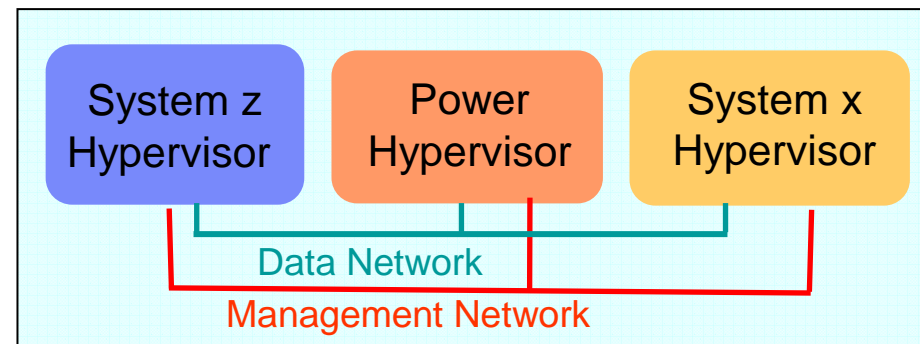 System z
Hypervisor
Power
Hypervisor
System x
Hypervisor
Data Network
Management Network